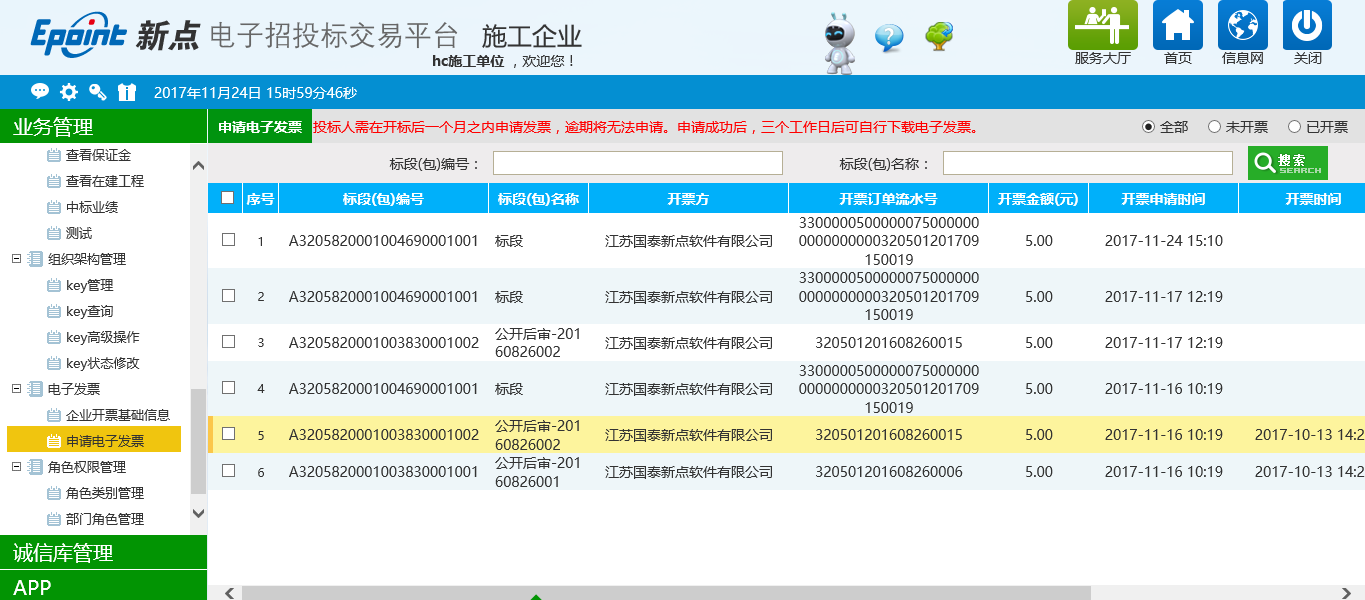 Epoint 新点 电子招投标交易平台 施工企业
hc施工单位 ，欢迎您！
服务大厅 首页 信息网 关闭
2017年11月24日 15时59分46秒
业务管理
查看保证金
查看在建工程
中标业绩
测试
组织架构管理
key管理
key查询
key高级操作
key状态修改
电子发票
企业开票基础信息
申请电子发票
角色权限管理
角色类别管理
部门角色管理
诚信库管理
APP
申请电子发票 投标人需在开标后一个月之内申请发票，逾期将无法申请。申请成功后，三个工作日后可自行下载电子发票。 全部 未开票 已开票
标段(包)编号： 标段(包)名称： 搜索 SEARCH
序号 标段(包)编号 标段(包)名称 开票方 开票订单流水号 开票金额(元) 开票申请时间 开票时间
3300000500000075000000
1 A3205820001004690001001 标段 江苏国泰新点软件有限公司 0000000000320501201709 5.00 2017-11-24 15:10
150019
3300000500000075000000
2 A3205820001004690001001 标段 江苏国泰新点软件有限公司 0000000000320501201709 5.00 2017-11-17 12:19
150019
3 A3205820001003830001002 公开后审-201 江苏国泰新点软件有限公司 320501201608260015 5.00 2017-11-17 12:19
60826002
3300000500000075000000
4 A3205820001004690001001 标段 江苏国泰新点软件有限公司 0000000000320501201709 5.00 2017-11-16 10:19
150019
5 A3205820001003830001002 公开后审-201 江苏国泰新点软件有限公司 320501201608260015 5.00 2017-11-16 10:19 2017-10-13 14:2
60826002
6 A3205820001003830001001 公开后审-201 江苏国泰新点软件有限公司 320501201608260006 5.00 2017-11-16 10:19 2017-10-13 14:2
60826001